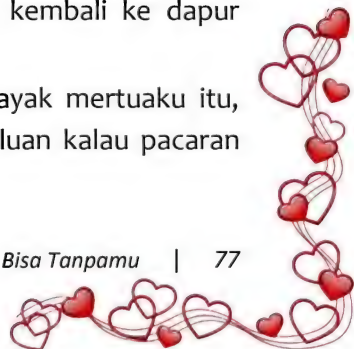 kembali ke dapur
ayak mertuaku itu,
luan kalau pacaran
Bisa Tanpamu | 77